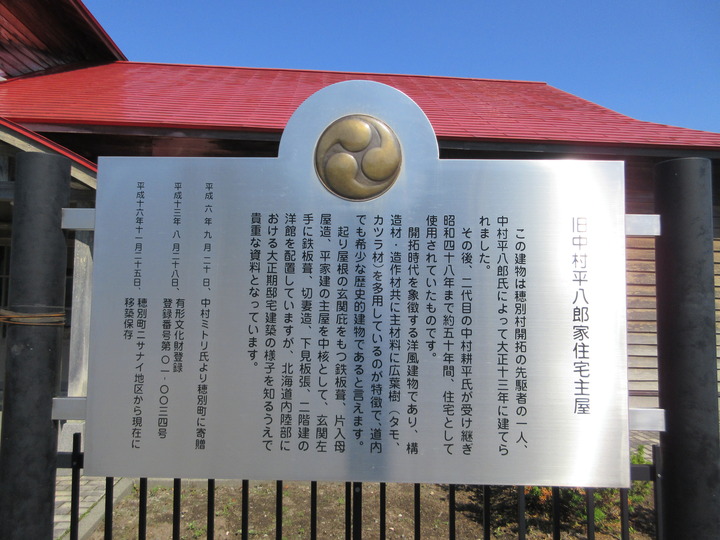 旧中村平八郎家住宅主屋
この建物は穂別村開拓の先駆者の一人、
中村平八郎氏によって大正十三年に建てら
れました。
その後、二代目の中村耕平氏が受け継ぎ
昭和四十八年まで約五十年間、住宅として
使用されていたものです。
開拓時代を象徴する洋風建物であり、構
造材・造作材共に主材料に広葉樹（タモ、
カツラ材）を多用しているのが特徴で、道内
でも希少な歴史的建物であると言えます。
起り屋根の玄関庇をもつ鉄板葺、片入母
屋造、平家建の主屋を中核として、玄関左
手に鉄板葺、切妻造、下見板張、二階建の
洋館を配置していますが、北海道内陸部に
おける大正期邸宅建築の様子を知るうえで
貴重な資料となっています。
平成六年九月二十日、中村ミトリ氏より穂別町に寄贈
平成十三年八月二十八日、有形文化財登録
登録番号第〇一・〇〇三四号
平成十六年十一月二十五日、穂別町ニサナイ地区から現在に
移築保存